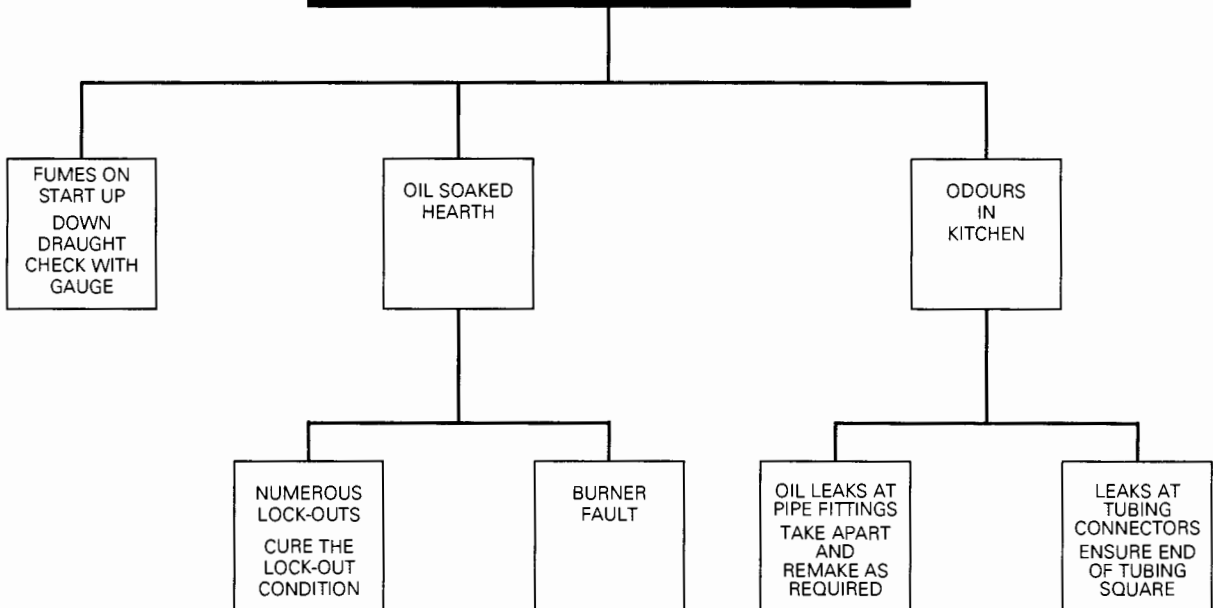 FUMES ON
START UP
DOWN
DRAUGHT
CHECK WITH
GAUGE
OIL SOAKED
HEARTH
ODOURS
IN
KITCHEN
NUMEROUS
LOCK-OUTS
CURE THE
LOCK-OUT
CONDITION
BURNER
FAULT
OIL LEAKS AT
PIPE FITTINGS
TAKE APART
AND
REMAKE AS
REQUIRED
LEAKS AT
TUBING
CONNECTORS
ENSURE END
OF TUBING
SQUARE